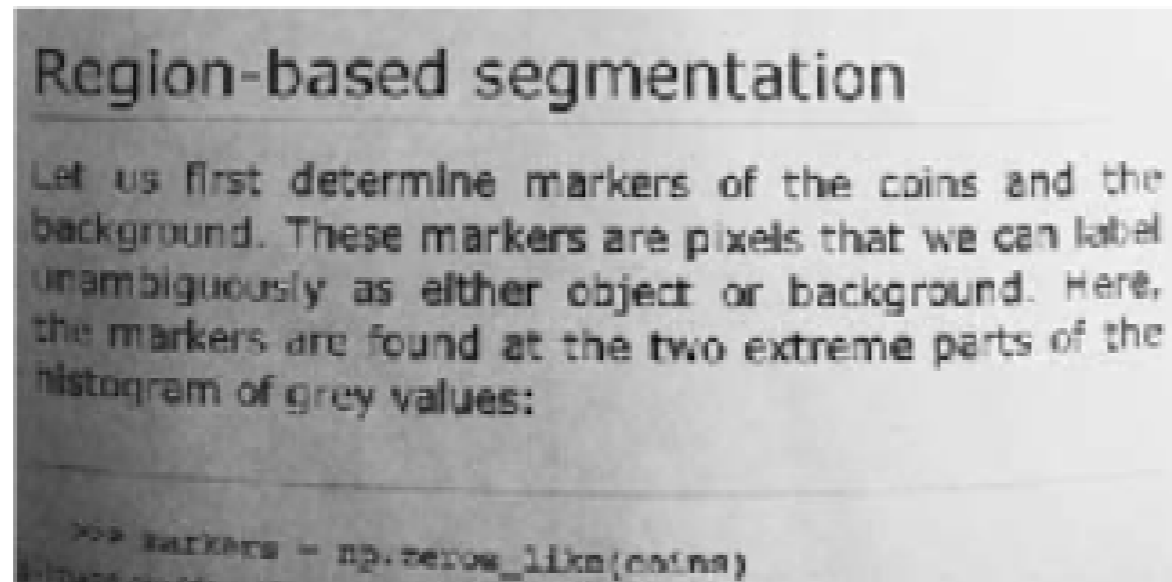 Region-based segmentation
Let us first determine markers of the coins and the
background. These markers are pixels that we can label
unambiguously as either object or background. Here,
the markers are found at the two extreme parts of the
histogram of grey values:
>>> markers = np.zeros_like(coins)